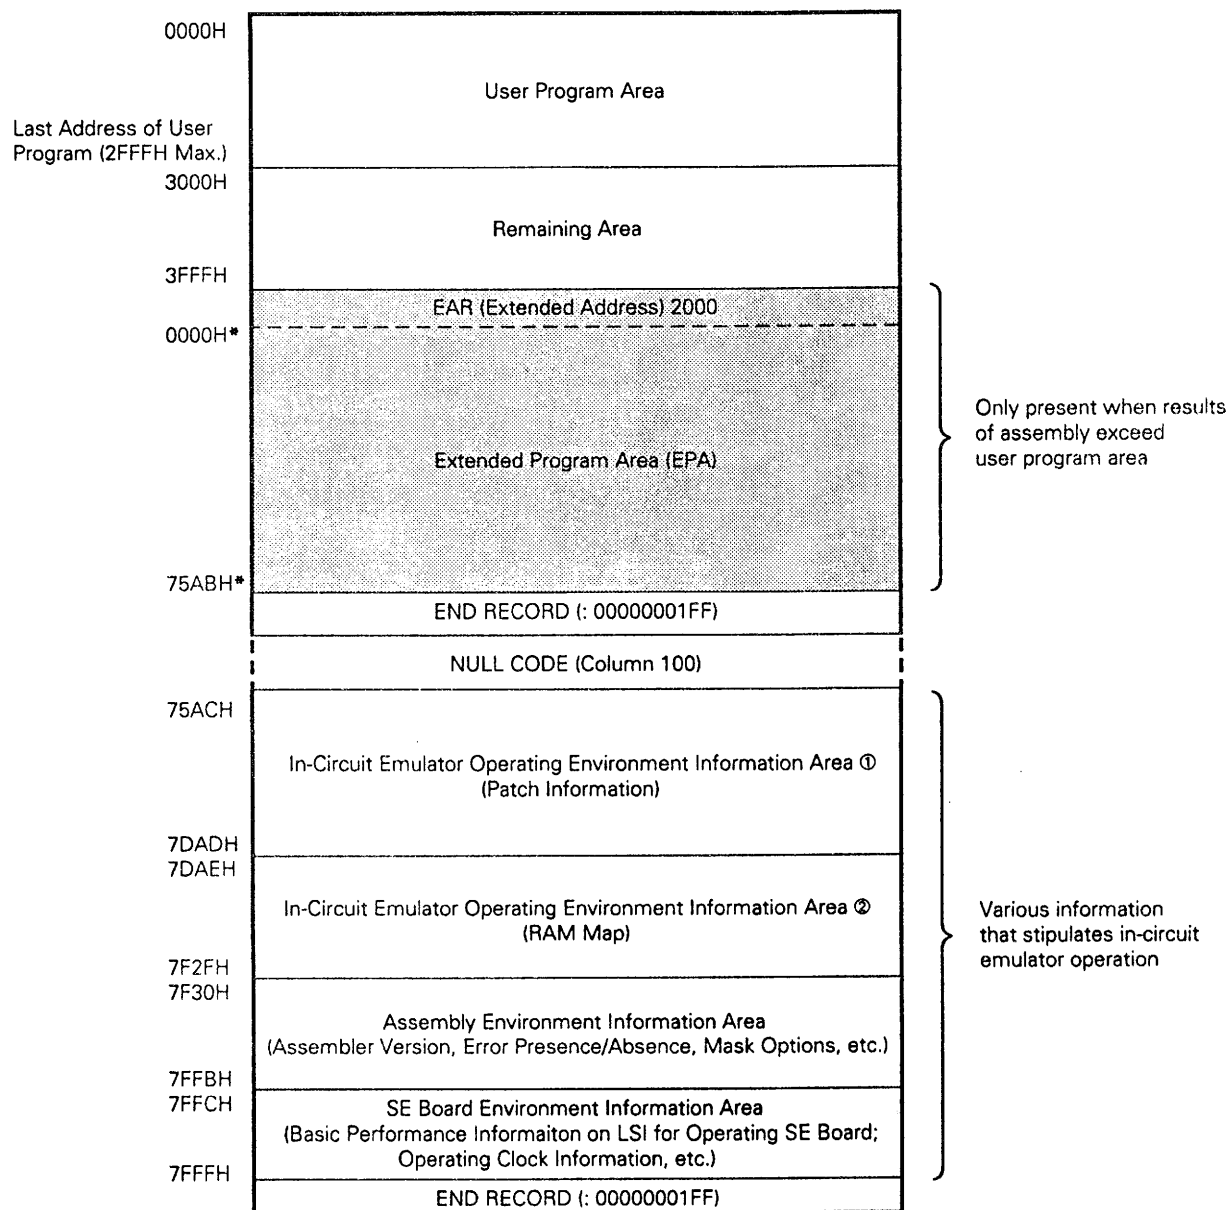 0000H
User Program Area
Last Address of User
Program (2FFFH Max.)
3000H
Remaining Area
3FFFH
EAR (Extended Address) 2000
0000H*
Extended Program Area (EPA)
Only present when results
of assembly exceed
user program area
75ABH*
END RECORD (: 00000001FF)
NULL CODE (Column 100)
75ACH
In-Circuit Emulator Operating Environment Information Area ①
(Patch Information)
7DADH
7DAEH
In-Circuit Emulator Operating Environment Information Area ②
(RAM Map)
Various information
that stipulates in-circuit
emulator operation
7F2FH
7F30H
Assembly Environment Information Area
(Assembler Version, Error Presence/Absence, Mask Options, etc.)
7FFBH
7FFCH
SE Board Environment Information Area
(Basic Performance Informaiton on LSI for Operating SE Board;
Operating Clock Information, etc.)
7FFFH
END RECORD (: 00000001FF)